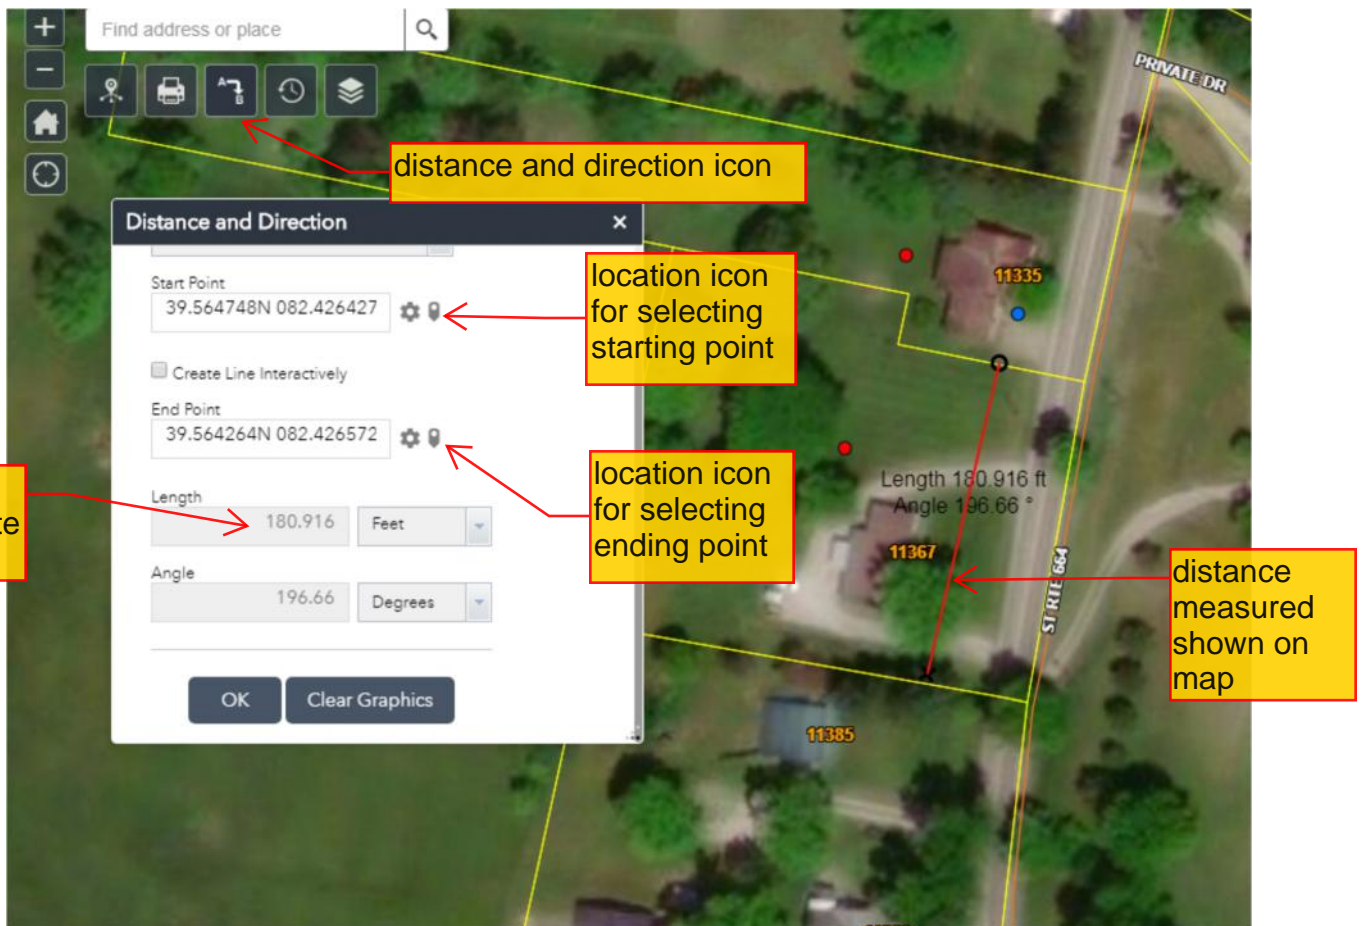 +
Find address or place
−
A
B
PRIVATE DR
distance and direction icon
Distance and Direction
×
Start Point
39.564748N 082.426427
location icon
for selecting
starting point
11335
Create Line Interactively
End Point
39.564264N 082.426572
location icon
for selecting
ending point
Length 180.916 ft
Angle 196.66 °
Length
180.916
Feet
te
11367
ST RTE 664
distance
measured
shown on
map
Angle
196.66
Degrees
OK
Clear Graphics
11385